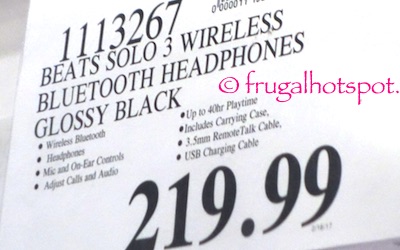 1113267
BEATS SOLO 3 WIRELESS
BLUETOOTH HEADPHONES
GLOSSY BLACK
© frugalhotspot.
• Wireless Bluetooth
Headphones
• Mic and On-Ear Controls
• Adjust Calls and Audio
• Up to 40hr Playtime
• Includes Carrying Case,
• 3.5mm RemoteTalk Cable,
• USB Charging Cable
219.99